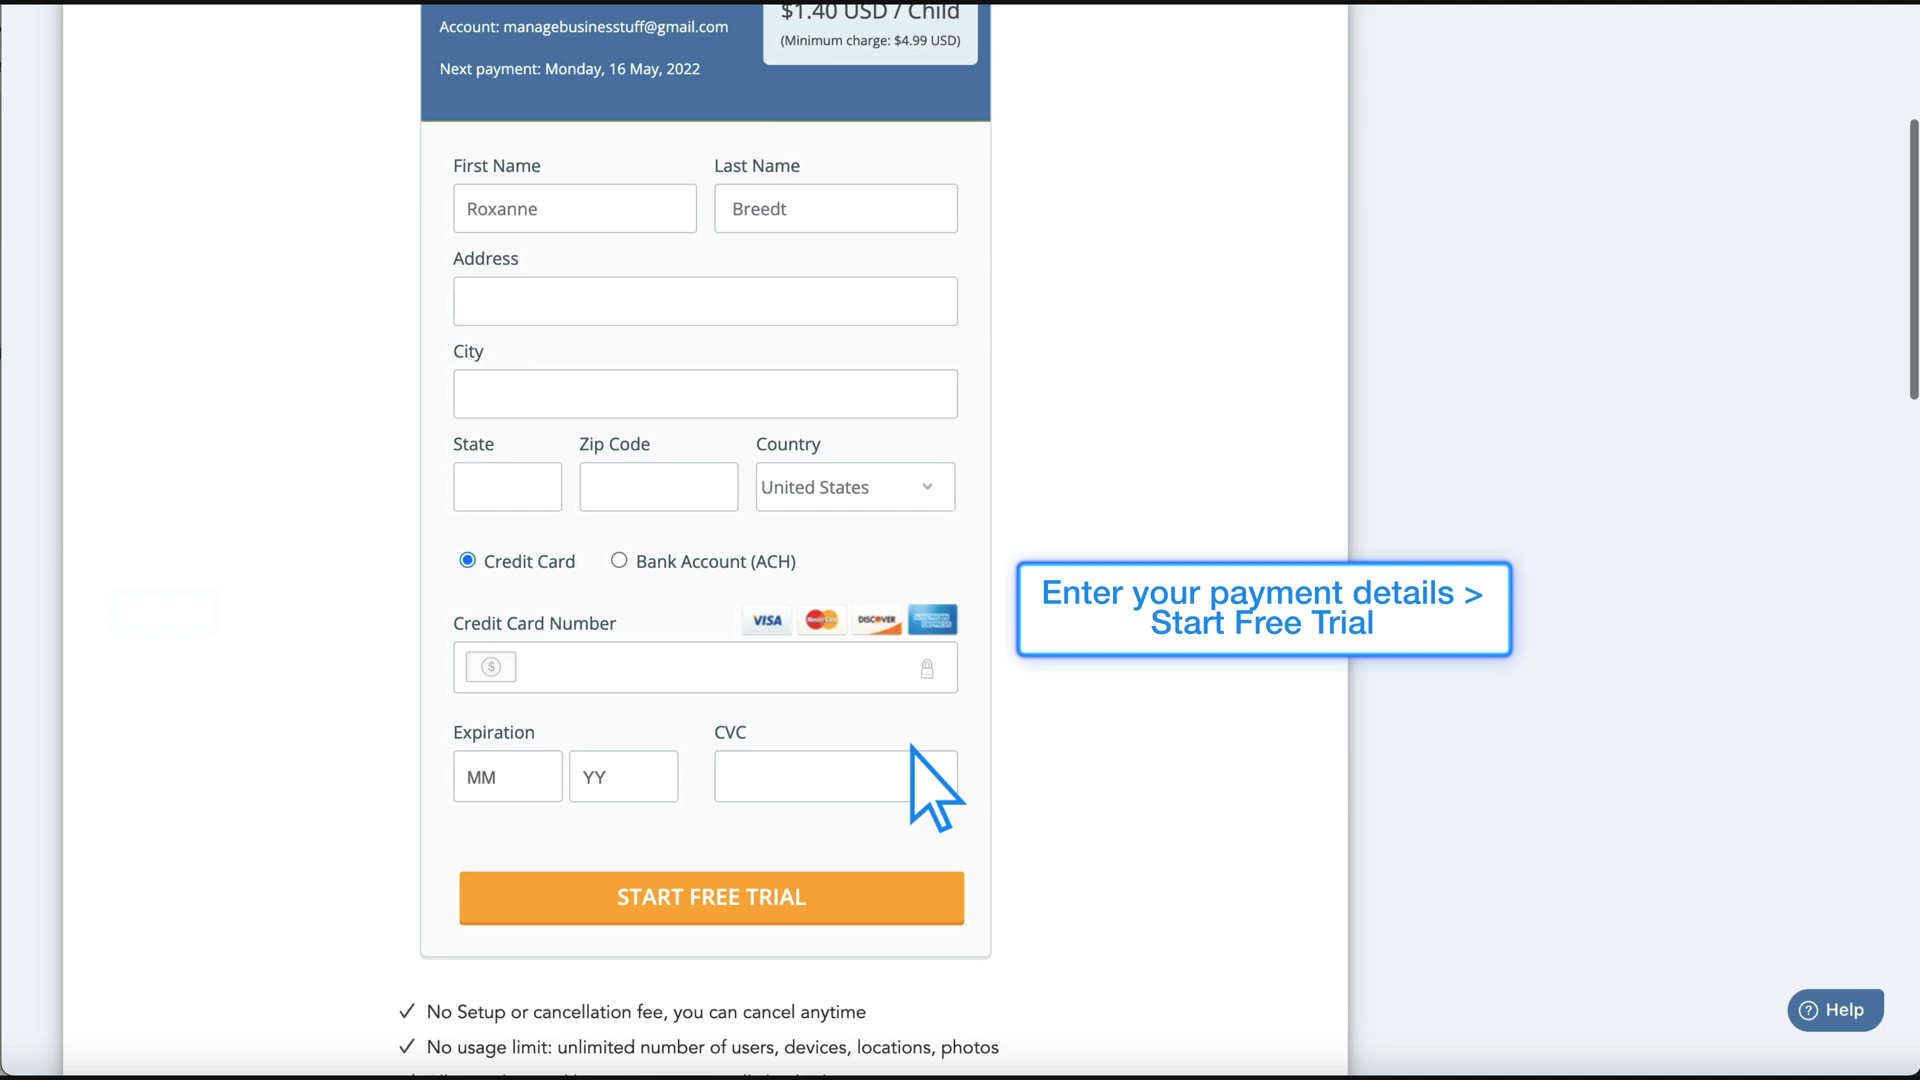 $1.40 USD / Child
Account: managebusinesstuff@gmail.com
(Minimum charge: $4.99 USD)
Next payment: Monday, 16 May, 2022
First Name
Last Name
Roxanne
Breedt
Address
City
State
Zip Code
Country
United States
Credit Card
Bank Account (ACH)
Enter your payment details >
Start Free Trial
Credit Card Number
VISA
MasterCard
DISCOVER
AMERICAN EXPRESS
$
Expiration
CVC
MM
YY
START FREE TRIAL
✓ No Setup or cancellation fee, you can cancel anytime
? Help
✓ No usage limit: unlimited number of users, devices, locations, photos